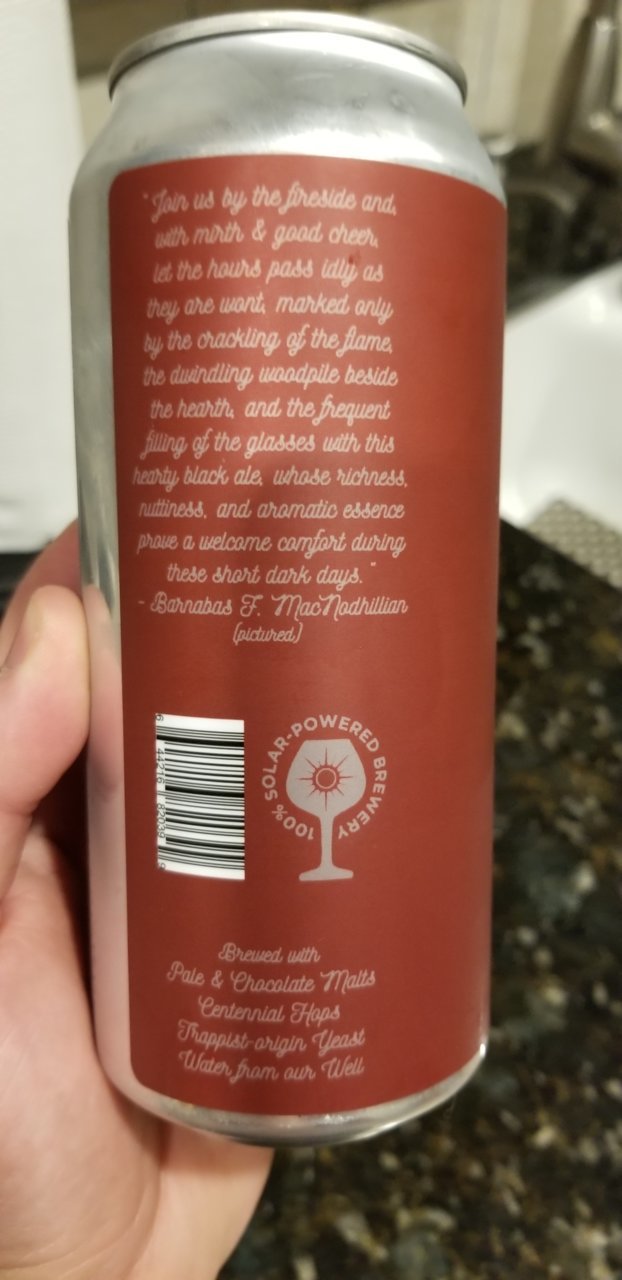 "Join us by the fireside and,
with mirth & good cheer,
let the hours pass idly as
they are wont, marked only
by the crackling of the flame,
the dwindling woodpile beside
the hearth, and the frequent
filling of the glasses with this
hearty black ale, whose richness,
nuttiness, and aromatic essence
prove a welcome comfort during
these short dark days."
- Barnabas F. MacNodhillian
(pictured)
6 44216 82039 9
100% SOLAR-POWERED BREWERY
Brewed with
Pale & Chocolate Malts
Centennial Hops
Trappist-origin Yeast
Water from our Well